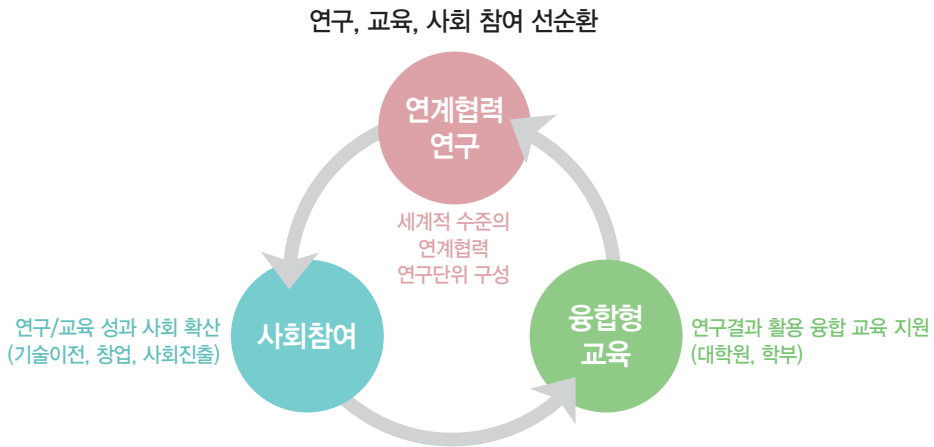 연구, 교육, 사회 참여 선순환
연계협력
연구
세계적 수준의
연계협력
연구단위 구성
연구/교육 성과 사회 확산
(기술이전, 창업, 사회진출)
사회참여
융합형
교육
연구결과 활용 융합 교육 지원
(대학원, 학부)